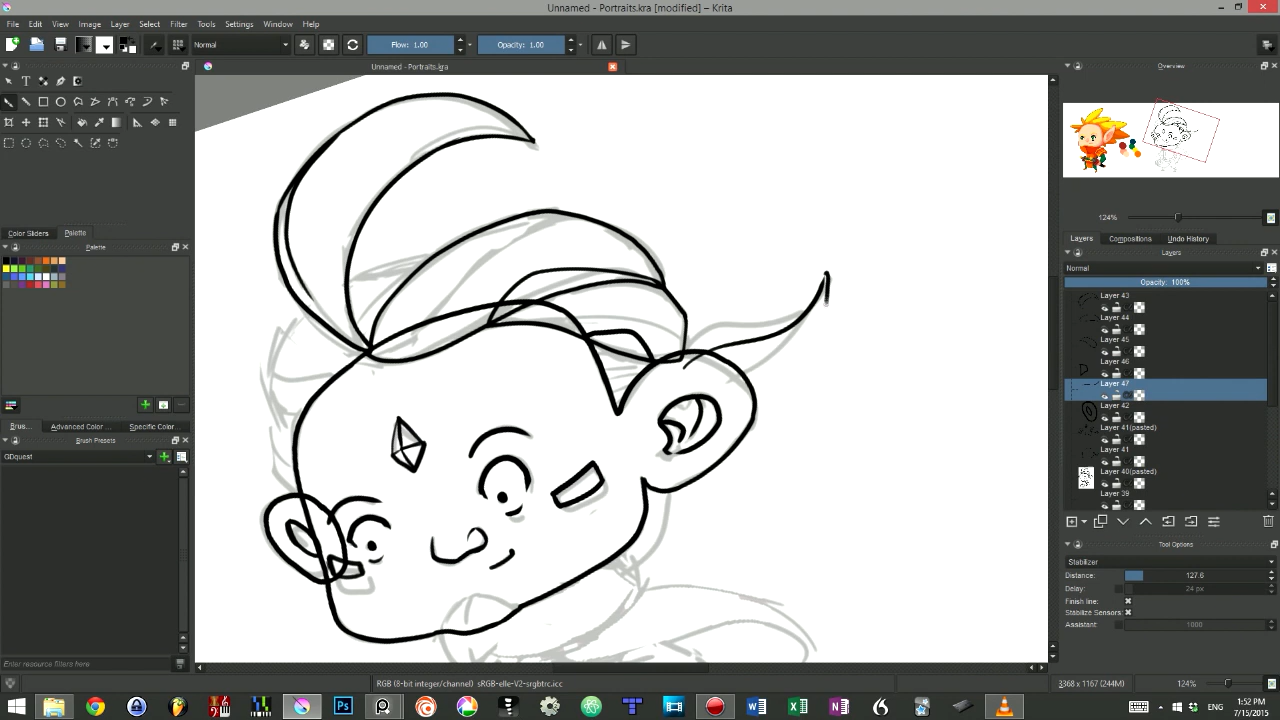 Unnamed - Portraits.kra [modified] - Krita
File Edit View Image Layer Select Filter Tools Settings Window Help
Normal Flow: 1.00 Opacity: 1.00
Unnamed - Portraits.kra
Overview
124%
Color Sliders Palette
Palette
Layers Compositions Undo History
Layers
Normal
Opacity: 100%
Layer 43
Layer 44
Layer 45
Layer 46
Layer 47
Layer 42
Layer 41(pasted)
Layer 41
Layer 40(pasted)
Layer 39
Brus... Advanced Color ... Specific Color ...
Brush Presets
GDquest
Tool Options
Stabilizer
Distance: 127.6
Delay: 24 px
Finish line:
Stabilize Sensors:
Assistant: 1000
Enter resource filters here
RGB (8-bit integer/channel) sRGB-elle-V2-srgbtrc.icc
3368 x 1167 (244M) 124%
ENG 1:52 PM
7/15/2015